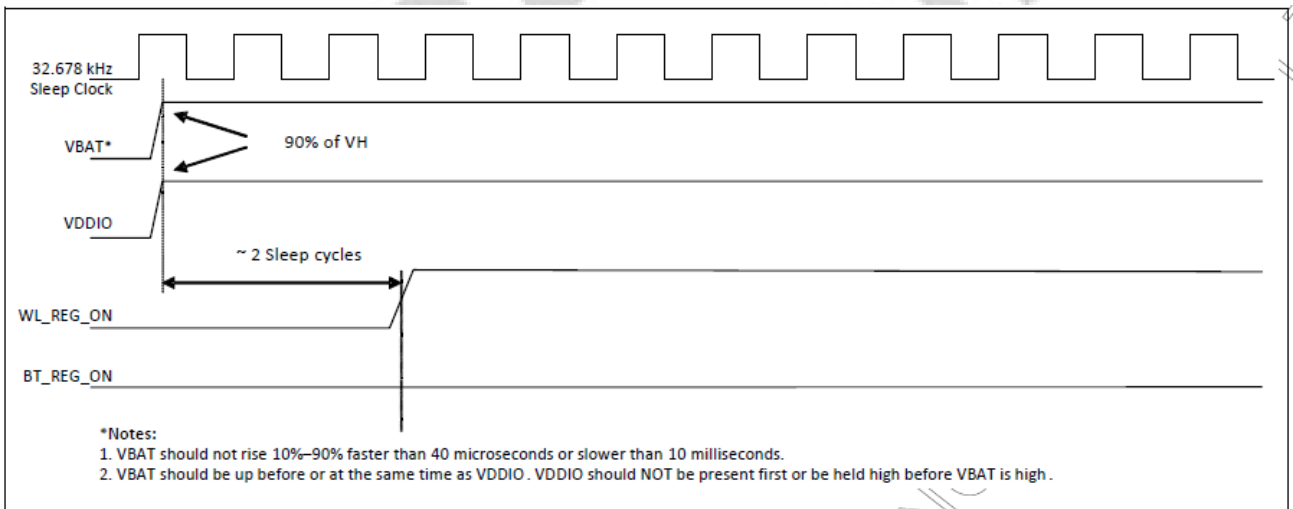 32.678 kHz
Sleep Clock
VBAT*
90% of VH
VDDIO
~ 2 Sleep cycles
WL_REG_ON
BT_REG_ON
*Notes:
1. VBAT should not rise 10%–90% faster than 40 microseconds or slower than 10 milliseconds.
2. VBAT should be up before or at the same time as VDDIO. VDDIO should NOT be present first or be held high before VBAT is high.